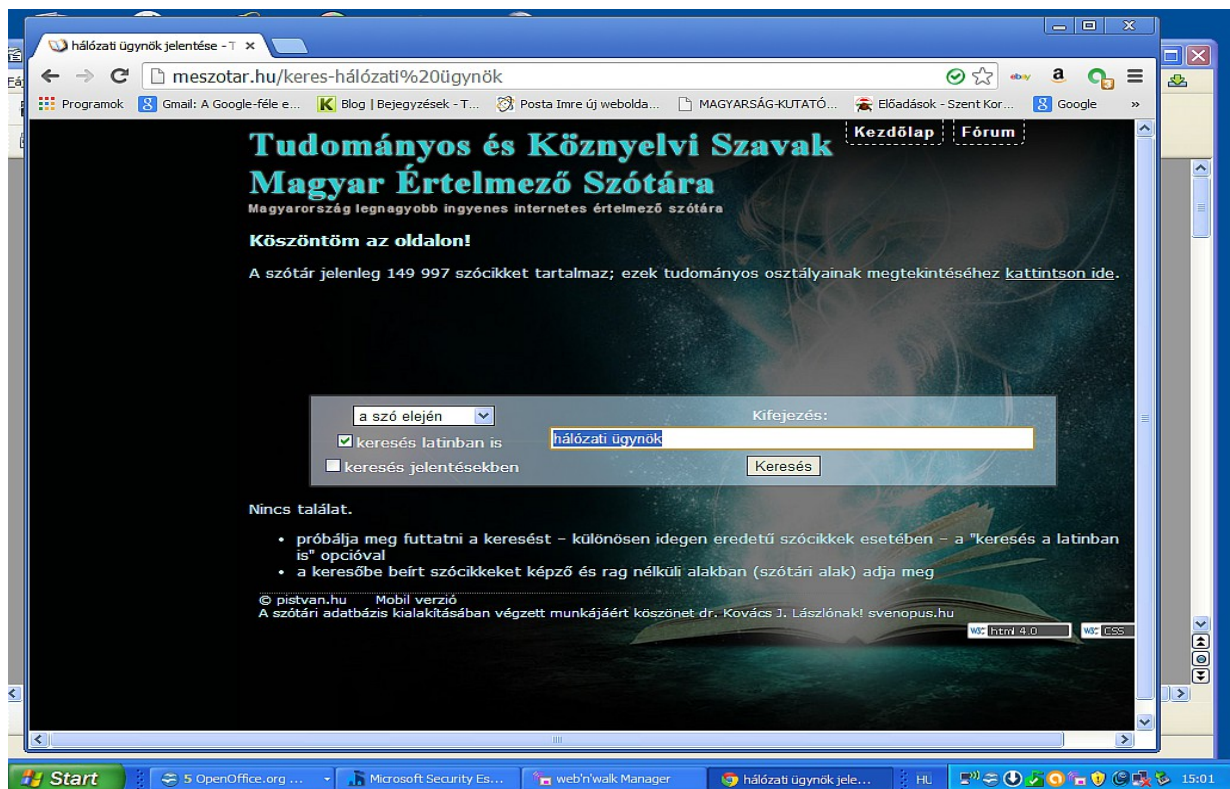 hálózati ügynök jelentése - T
meszotar.hu/keres-hálózati%20ügynök
ebay
a
Programok
Gmail: A Google-féle e...
Blog | Bejegyzések - T...
Posta Imre új webolda...
MAGYARSÁG-KUTATÓ...
Előadások - Szent Kor...
Google
»
Kezdőlap
Fórum
Tudományos és Köznyelvi Szavak
Magyar Értelmező Szótára
Magyarország legnagyobb ingyenes internetes értelmező szótára
Köszöntöm az oldalon!
A szótár jelenleg 149 997 szócikket tartalmaz; ezek tudományos osztályainak megtekintéséhez kattintson ide.
a szó elején
Kifejezés:
keresés latinban is
hálózati ügynök
keresés jelentésekben
Keresés
Nincs találat.
• próbálja meg futtatni a keresést – különösen idegen eredetű szócikkek esetében – a "keresés a latinban
is" opcióval
• a keresőbe beírt szócikkeket képző és rag nélküli alakban (szótári alak) adja meg
© pistvan.hu Mobil verzió
A szótári adatbázis kialakításában végzett munkájáért köszönet dr. Kovács J. Lászlónak! svenopus.hu
W3C html 4.0
W3C CSS
Start
5 OpenOffice.org ...
Microsoft Security Es...
web'n'walk Manager
hálózati ügynök jele...
HU
15:01